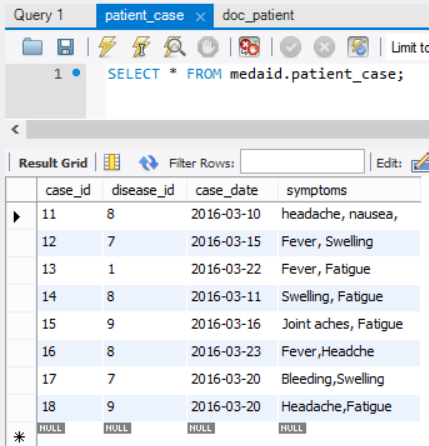 Query 1 patient_case × doc_patient
Limit to
1 SELECT * FROM medaid.patient_case;
Result Grid Filter Rows: Edit:
case_id disease_id case_date symptoms
11 8 2016-03-10 headache, nausea,
12 7 2016-03-15 Fever, Swelling
13 1 2016-03-22 Fever, Fatigue
14 8 2016-03-11 Swelling, Fatigue
15 9 2016-03-16 Joint aches, Fatigue
16 8 2016-03-23 Fever,Headche
17 7 2016-03-20 Bleeding,Swelling
18 9 2016-03-20 Headache,Fatigue
NULL NULL NULL NULL